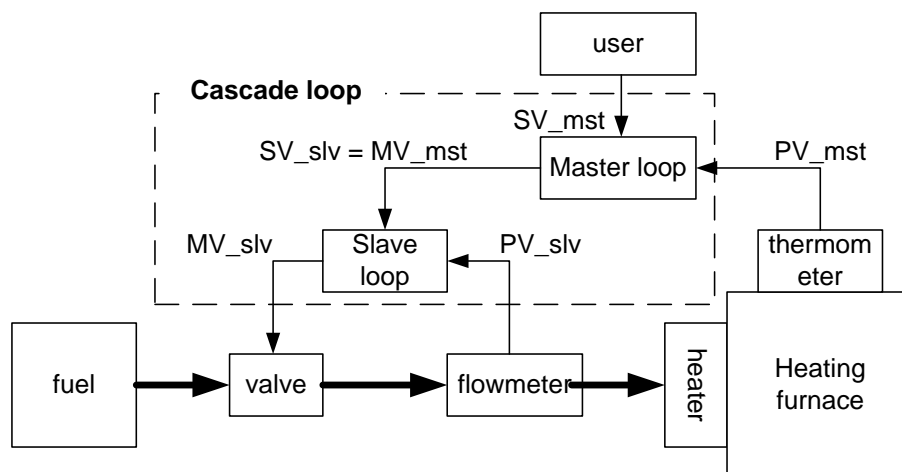 user
Cascade loop
SV_mst
SV_slv = MV_mst
Master loop
PV_mst
MV_slv
Slave
loop
PV_slv
thermom
eter
fuel
valve
flowmeter
heater
Heating
furnace